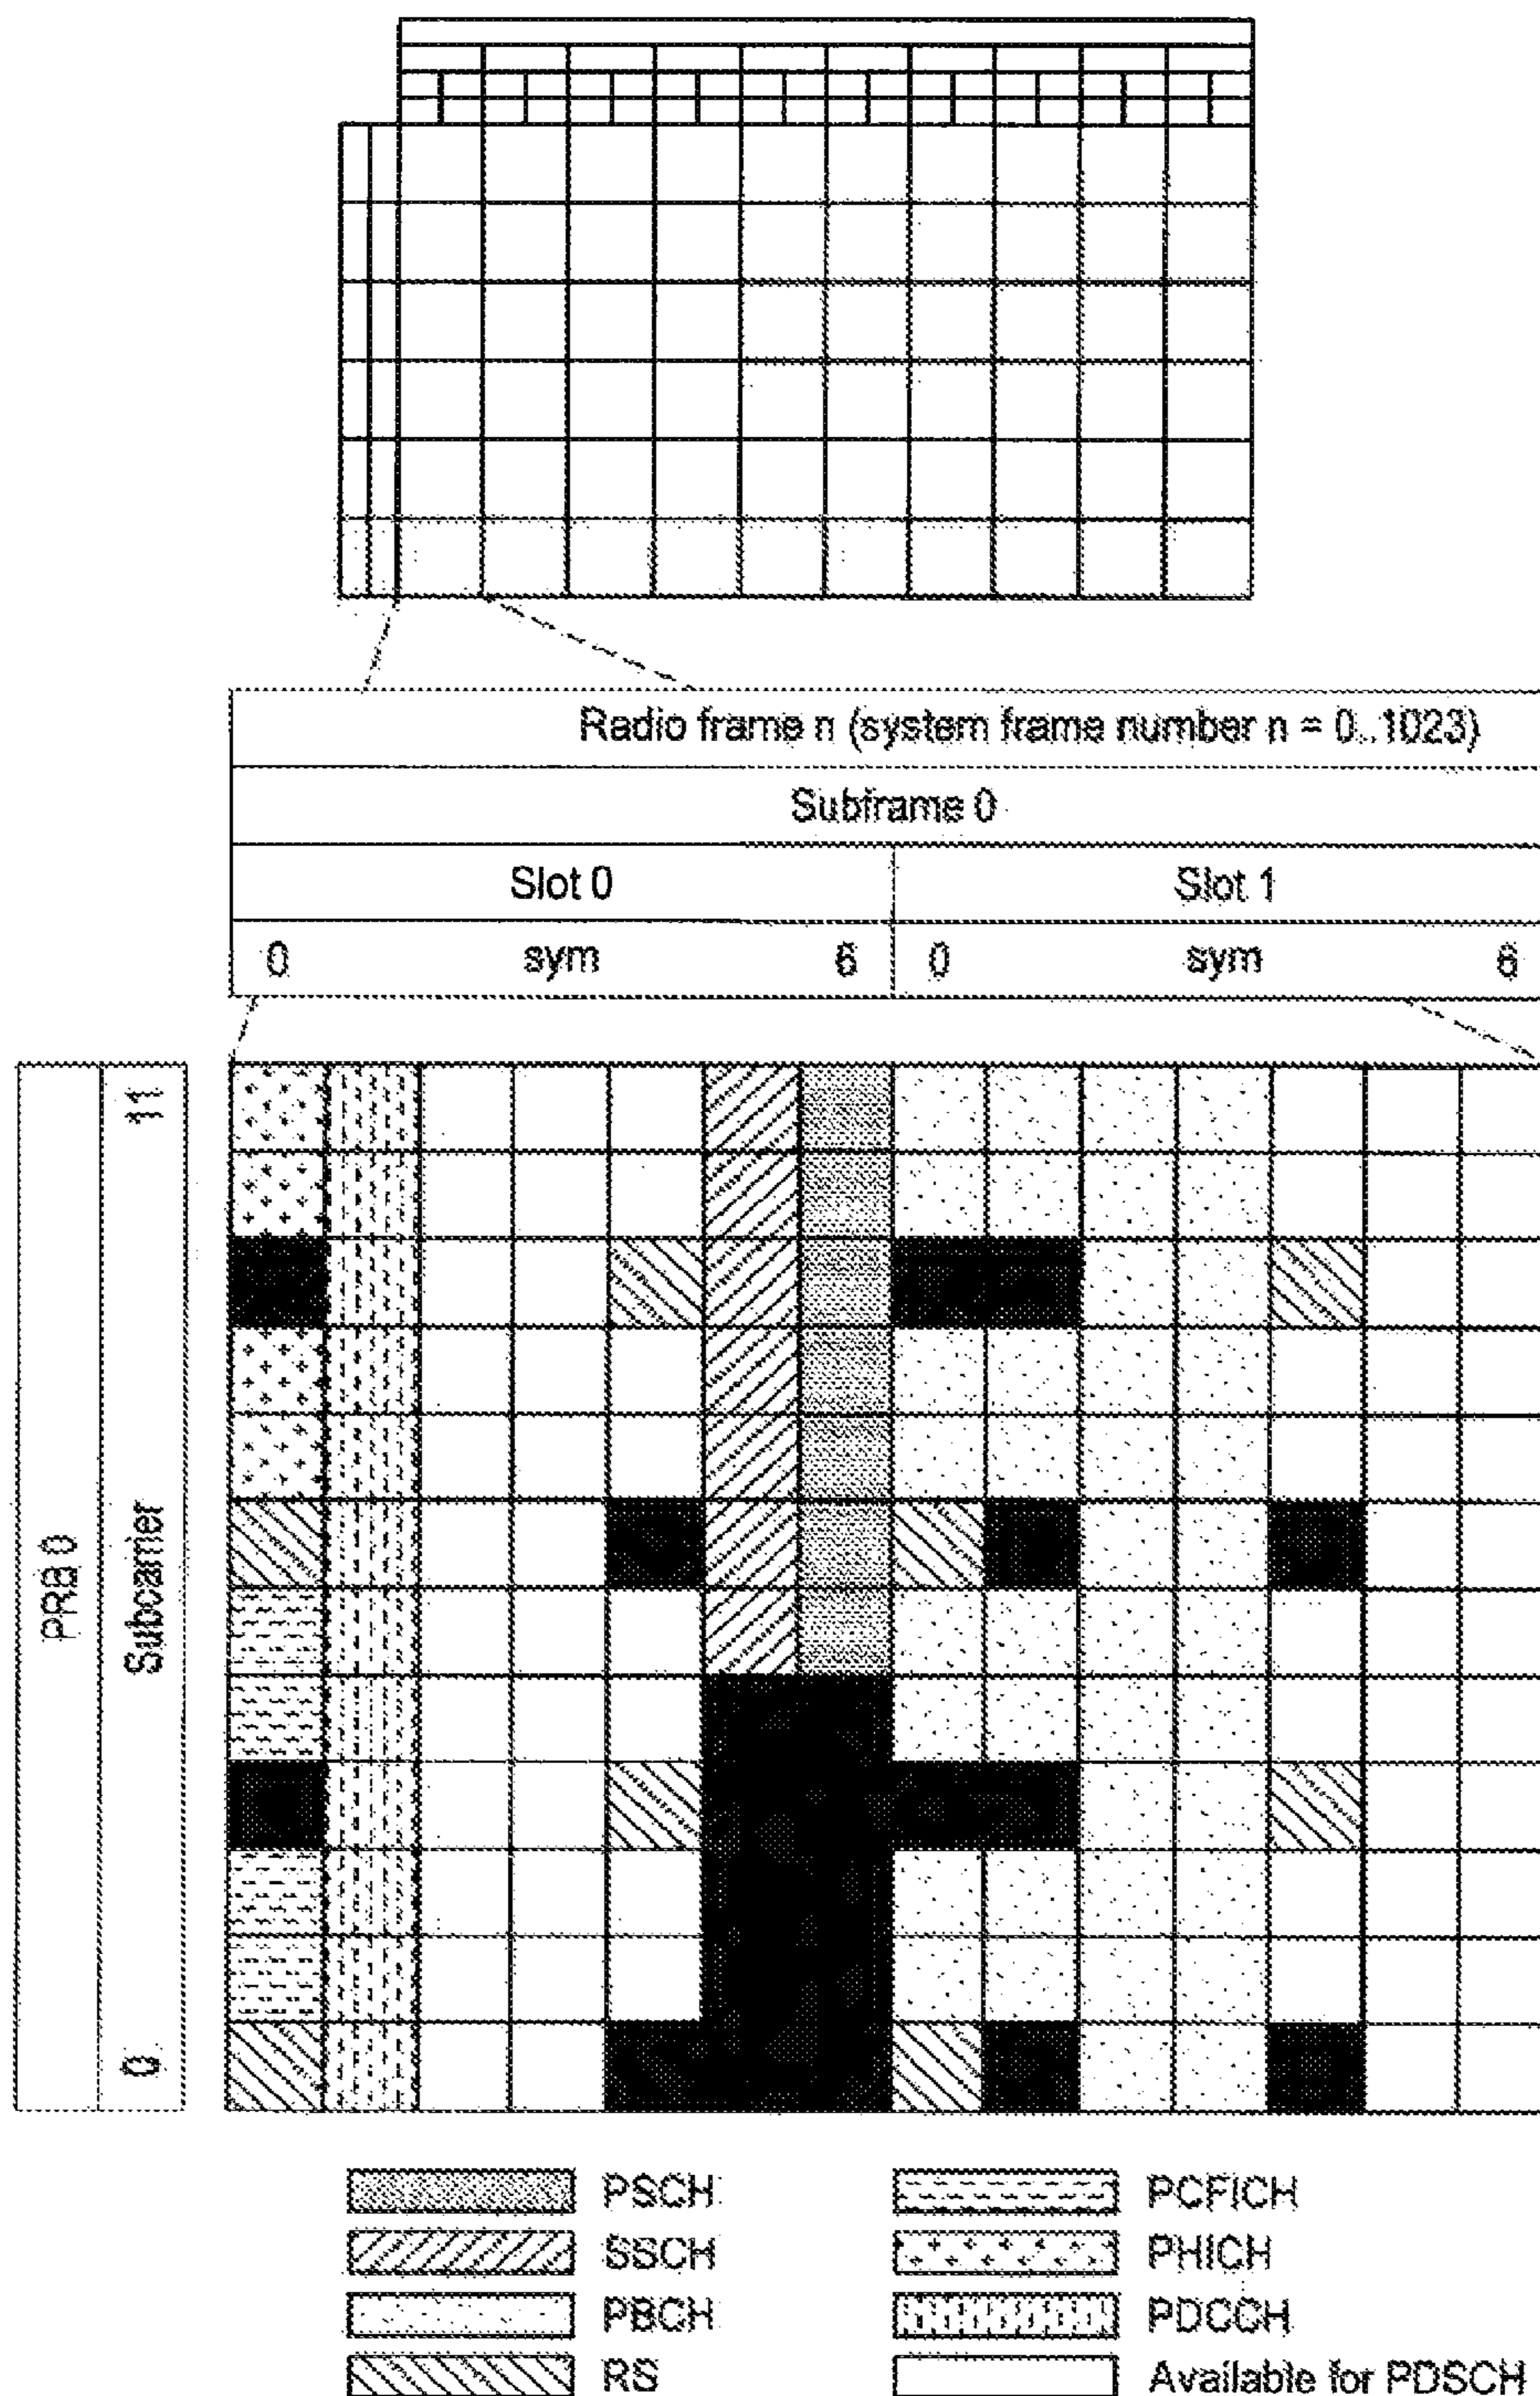 Radio frame n (system frame number n = 0..1023)
Subframe 0
Slot 0 Slot 1
0 sym 6 0 sym 6
PRB 0
Subcarrier
11
0
PSCH
SSCH
PBCH
RS
PCFICH
PHICH
PDCCH
Available for PDSCH